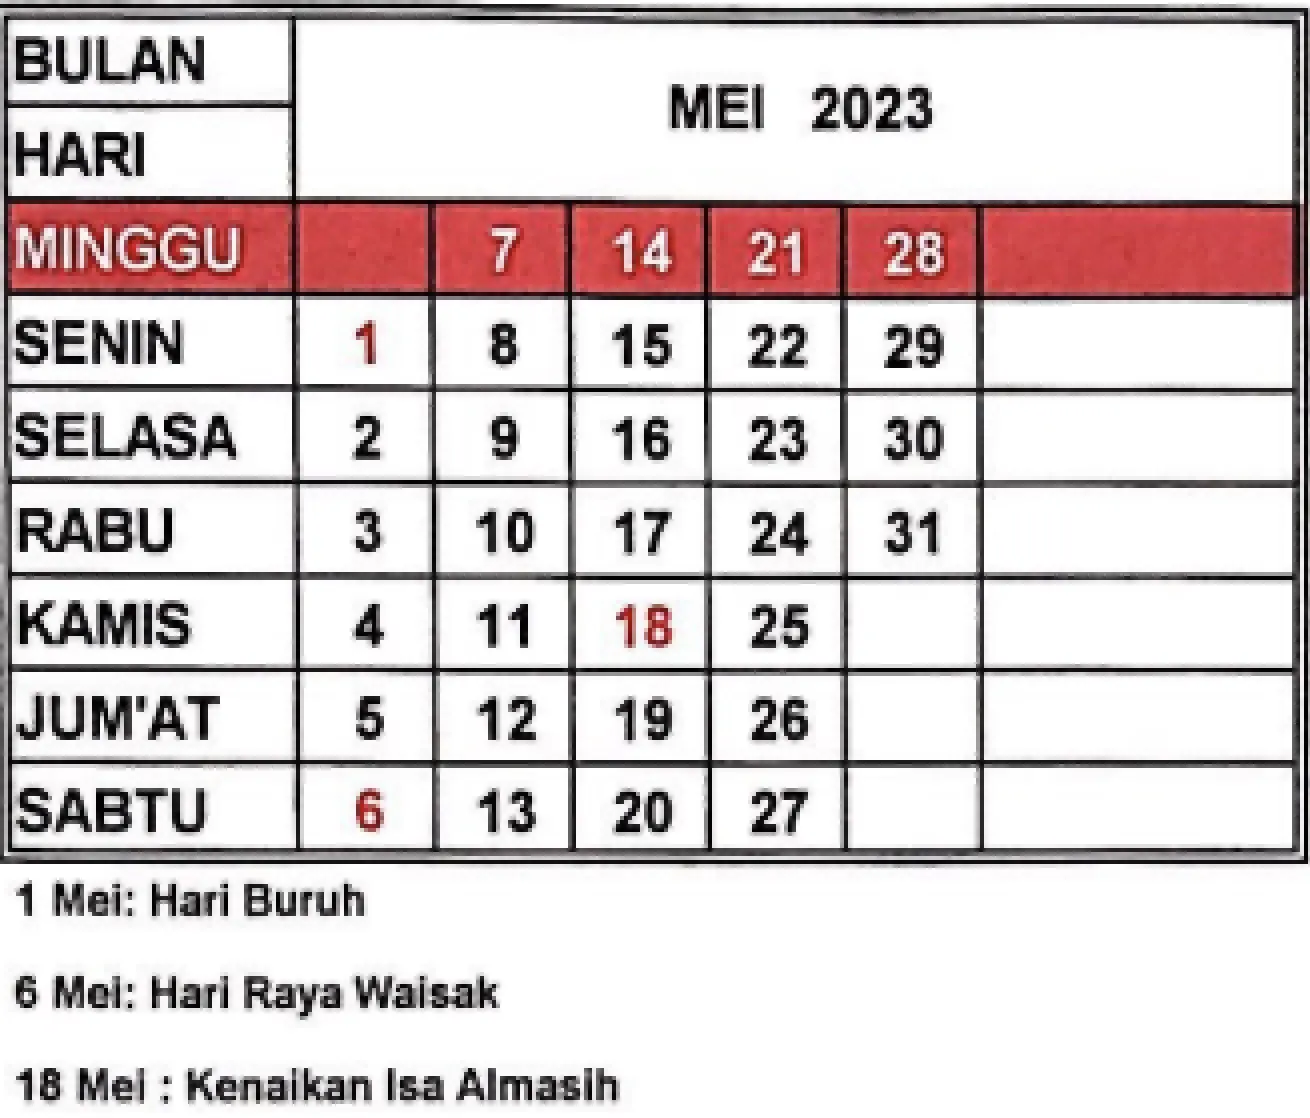 BULAN
MEI 2023
HARI
MINGGU 7 14 21 28
SENIN 1 8 15 22 29
SELASA 2 9 16 23 30
RABU 3 10 17 24 31
KAMIS 4 11 18 25
JUM'AT 5 12 19 26
SABTU 6 13 20 27
1 Mei: Hari Buruh
6 Mei: Hari Raya Waisak
18 Mei : Kenaikan Isa Almasih